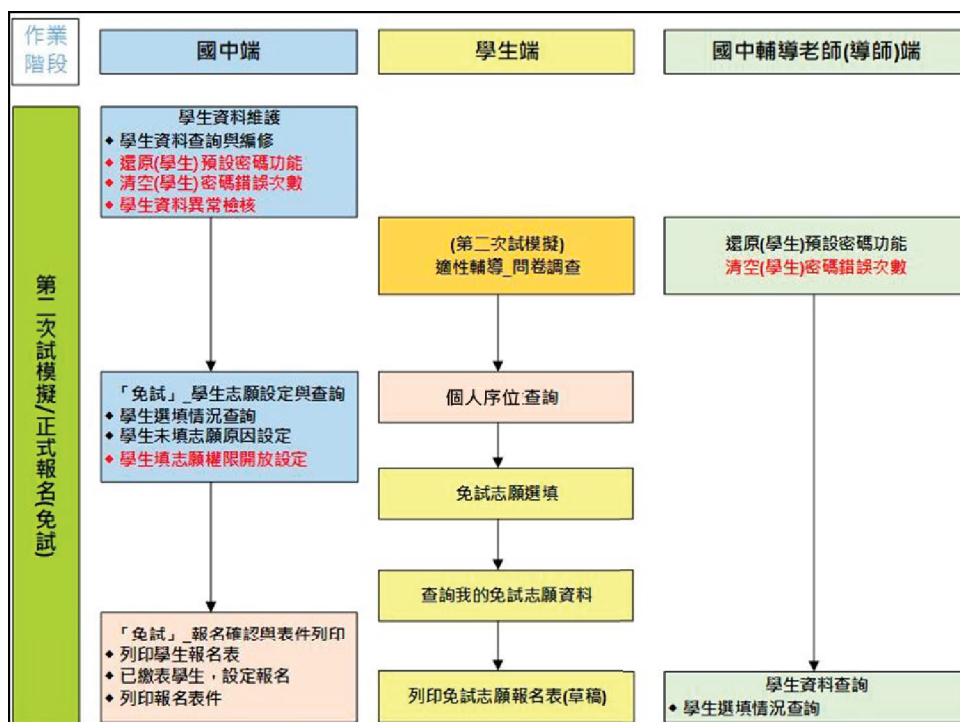 作業
階段
國中端
學生端
國中輔導老師(導師)端
第二次試模擬/正式報名(免試)
學生資料維護
◆ 學生資料查詢與編修
◆ 還原(學生)預設密碼功能
◆ 清空(學生)密碼錯誤次數
◆ 學生資料異常檢核
(第二次試模擬)
適性輔導_問卷調查
還原(學生)預設密碼功能
清空(學生)密碼錯誤次數
「免試」_學生志願設定與查詢
◆ 學生選填情況查詢
◆ 學生未填志願原因設定
◆ 學生填志願權限開放設定
個人序位查詢
免試志願選填
查詢我的免試志願資料
「免試」_報名確認與表件列印
◆ 列印學生報名表
◆ 已繳表學生，設定報名
◆ 列印報名表件
列印免試志願報名表(草稿)
學生資料查詢
◆ 學生選填情況查詢